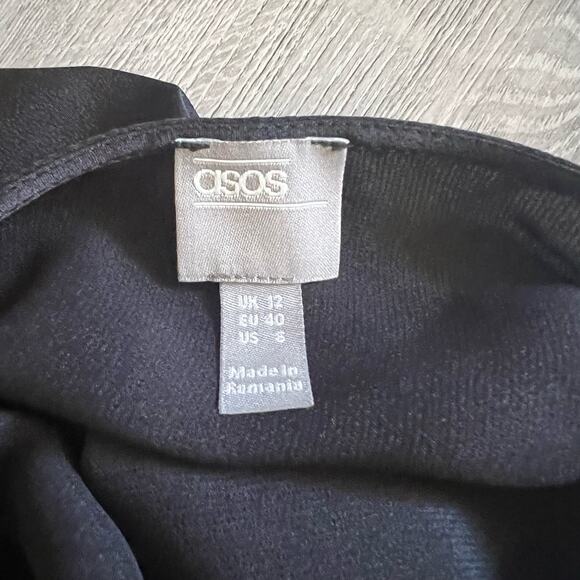 asos
UK 12
EU 40
US 8
Made in
Romania